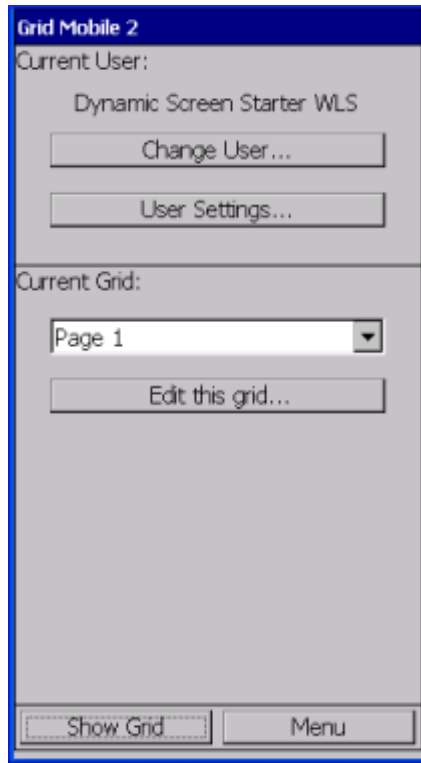 Grid Mobile 2
Current User:
Dynamic Screen Starter WLS
Change User...
User Settings...
Current Grid:
Page 1
Edit this grid...
Show Grid Menu